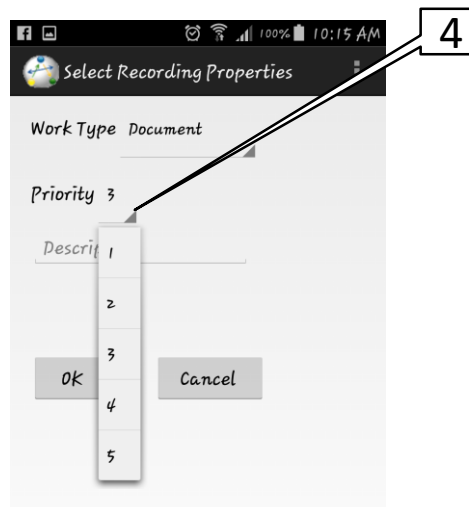 100% 10:15 AM
4
Select Recording Properties
Work Type Document
Priority 3
Descrip
1
2
3
OK Cancel
4
5